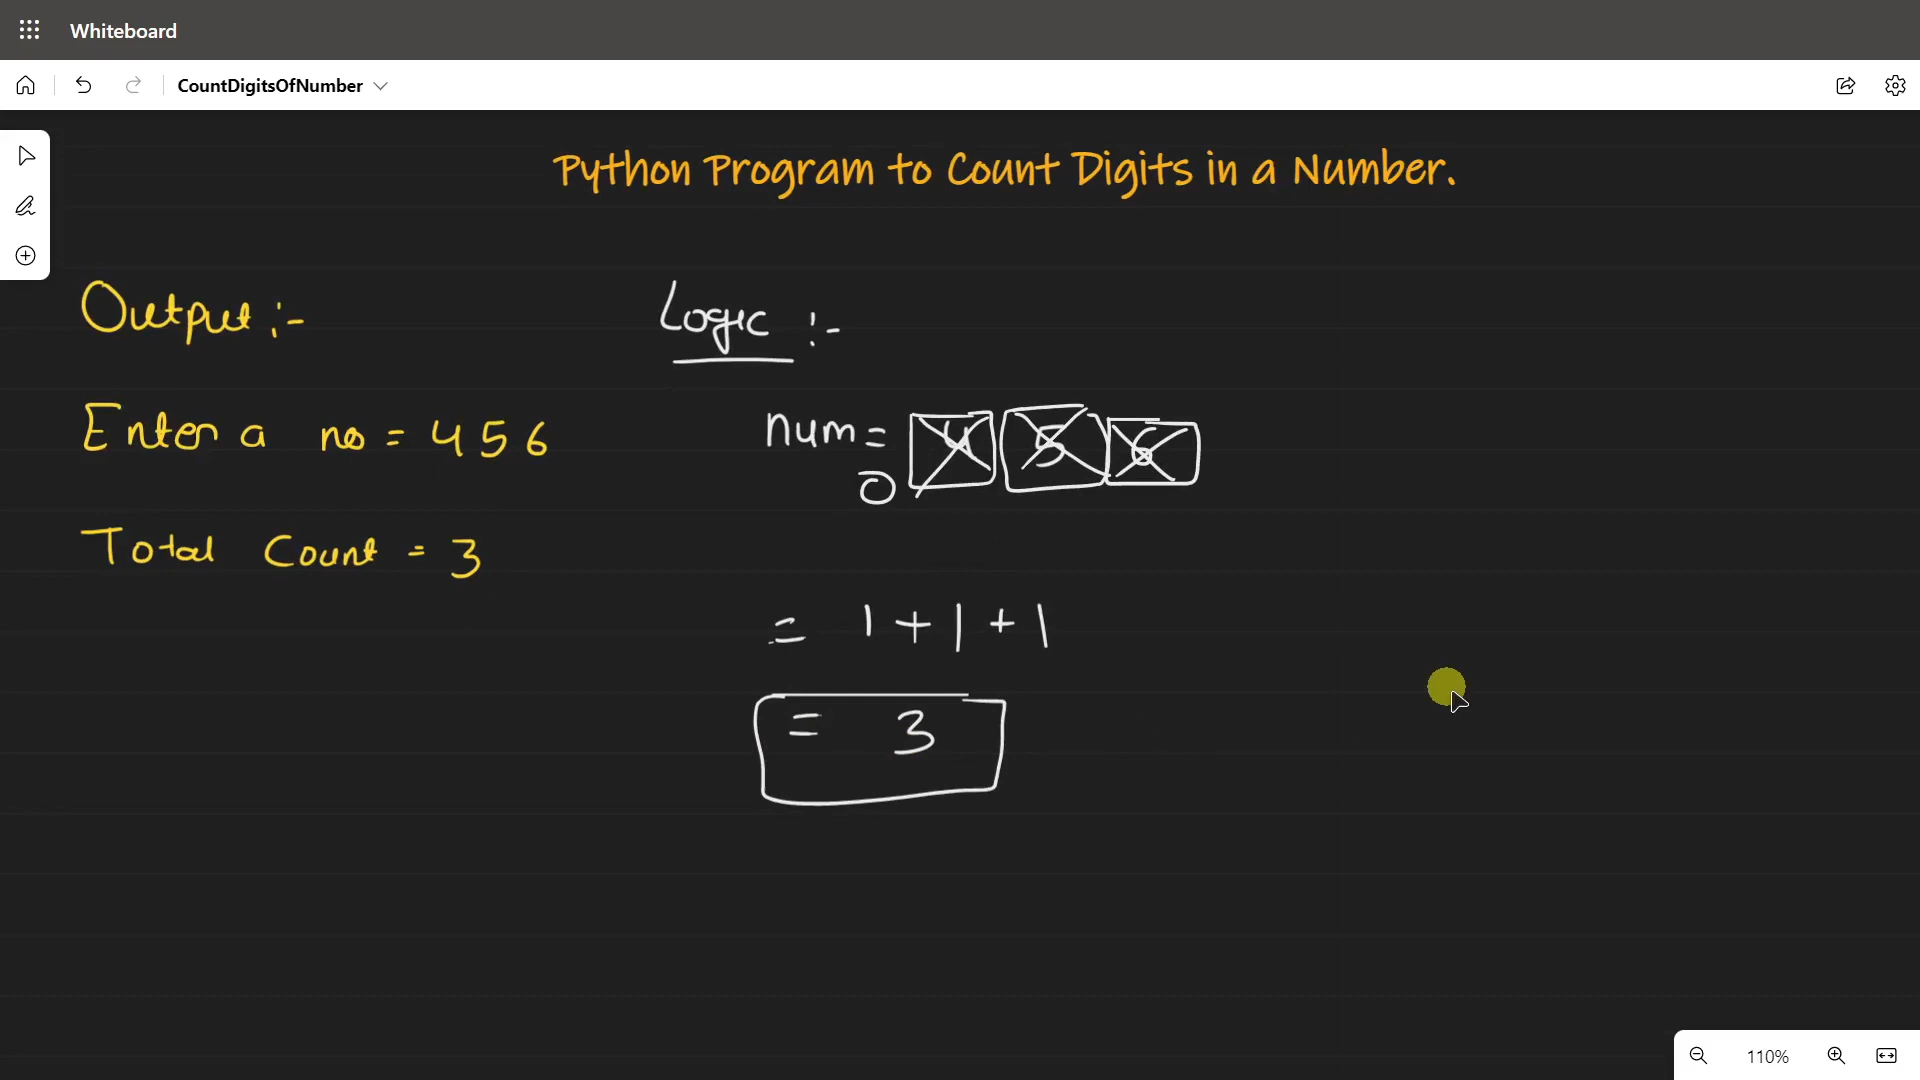 Whiteboard
CountDigitsOfNumber
Python Program to Count Digits in a Number.
Output :-
Enter a no = 456
Total Count = 3
Logic :-
num = 4 5 6
0
= 1 + 1 + 1
= 3
110%